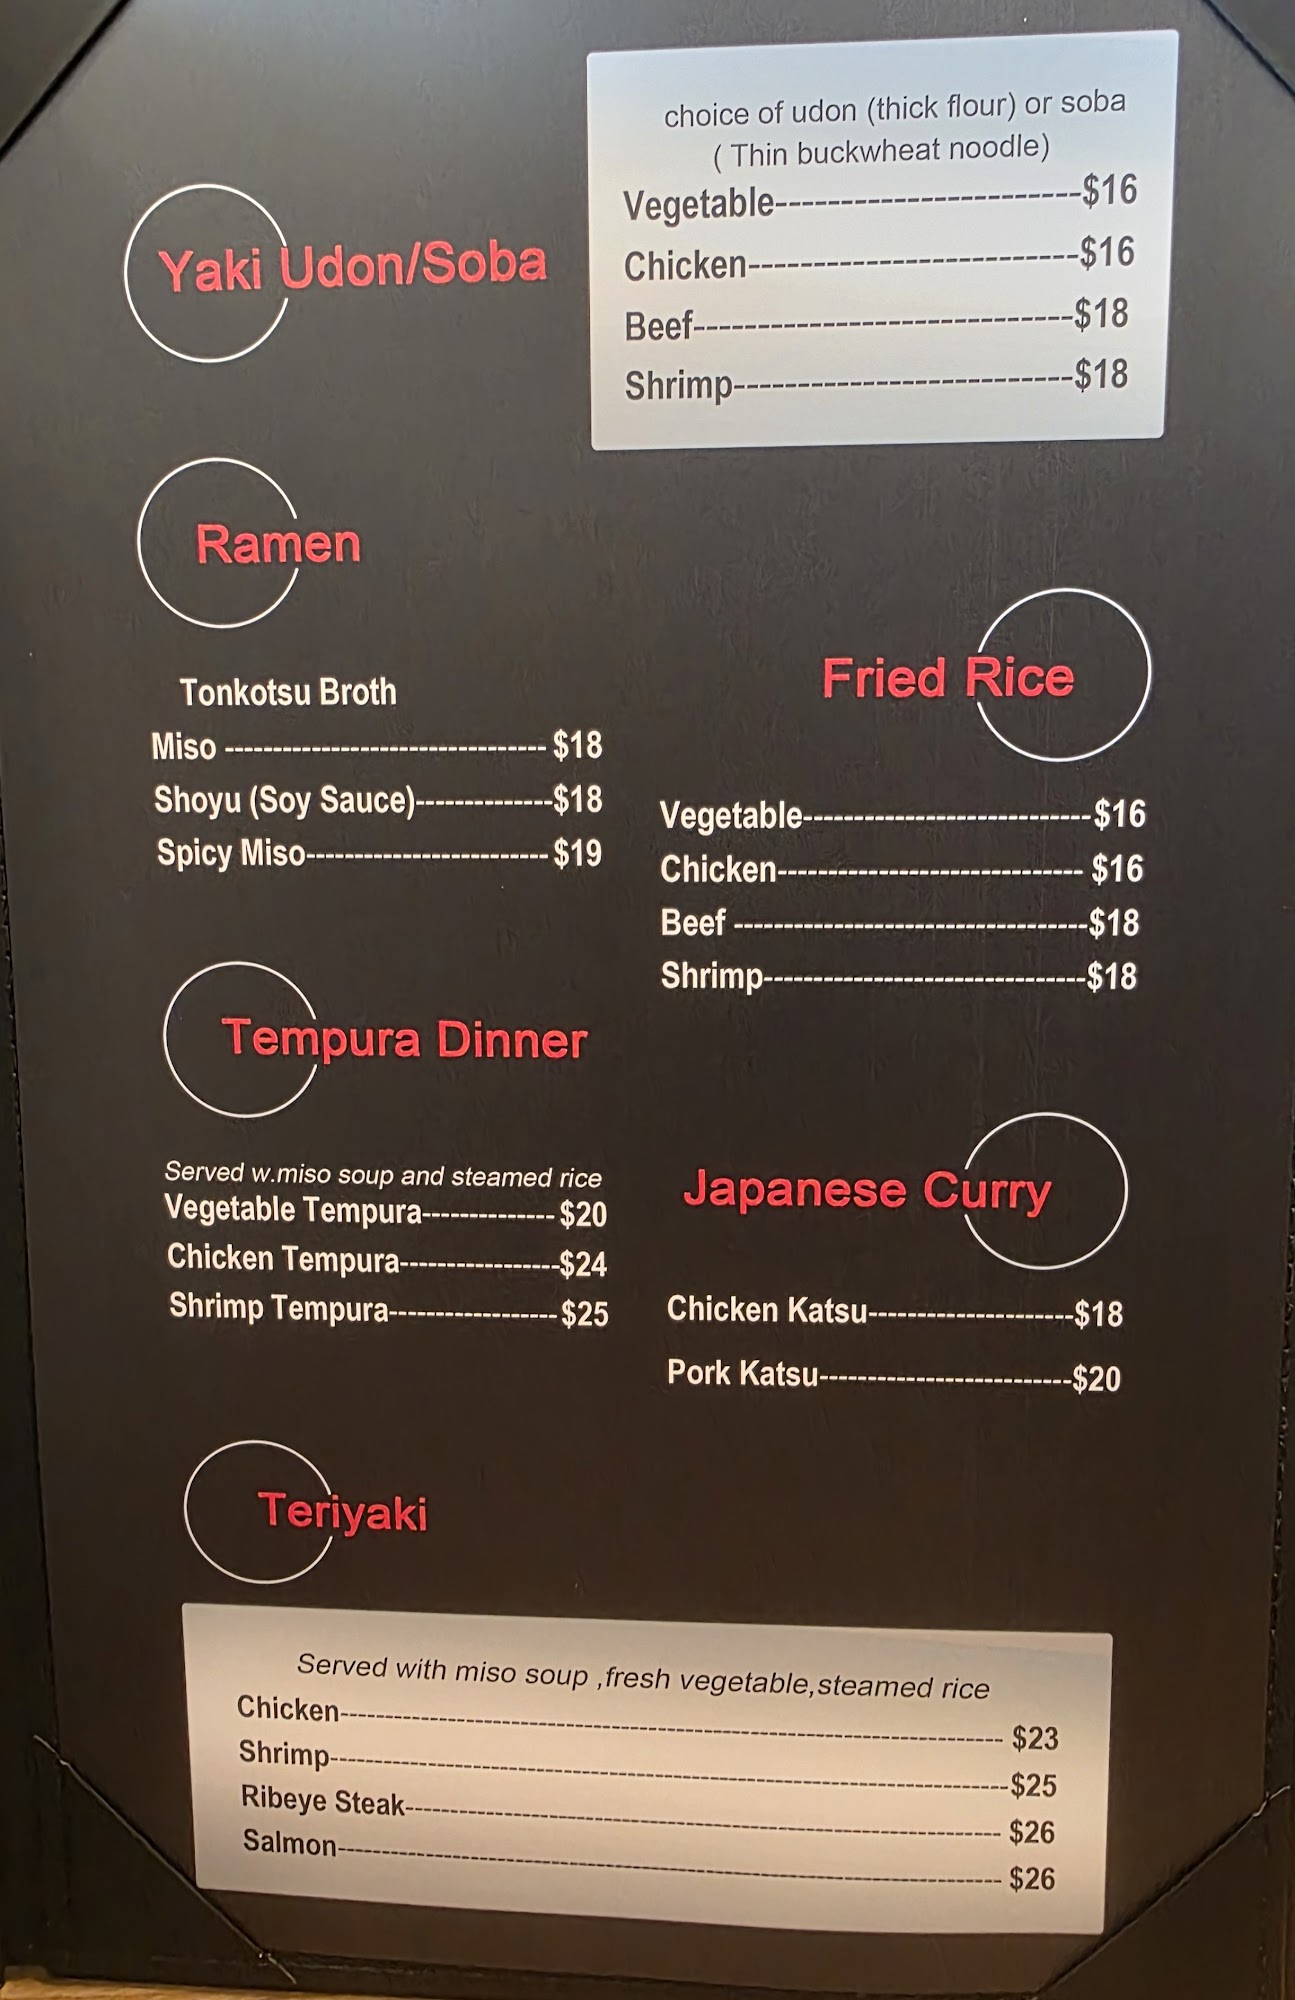 Yaki Udon/Soba
choice of udon (thick flour) or soba
( Thin buckwheat noodle)
Vegetable-----------------------$16
Chicken-------------------------$16
Beef-----------------------------$18
Shrimp--------------------------$18
Ramen
Tonkotsu Broth
Miso --------------------------------- $18
Shoyu (Soy Sauce)--------------$18
Spicy Miso------------------------- $19
Fried Rice
Vegetable-----------------------------$16
Chicken------------------------------- $16
Beef ------------------------------------$18
Shrimp---------------------------------$18
Tempura Dinner
Served w.miso soup and steamed rice
Vegetable Tempura-------------- $20
Chicken Tempura-----------------$24
Shrimp Tempura------------------ $25
Japanese Curry
Chicken Katsu---------------------$18
Pork Katsu--------------------------$20
Teriyaki
Served with miso soup ,fresh vegetable,steamed rice
Chicken-------------------------------------------------------------------------- $23
Shrimp---------------------------------------------------------------------------$25
Ribeye Steak------------------------------------------------------------------ $26
Salmon-------------------------------------------------------------------------- $26